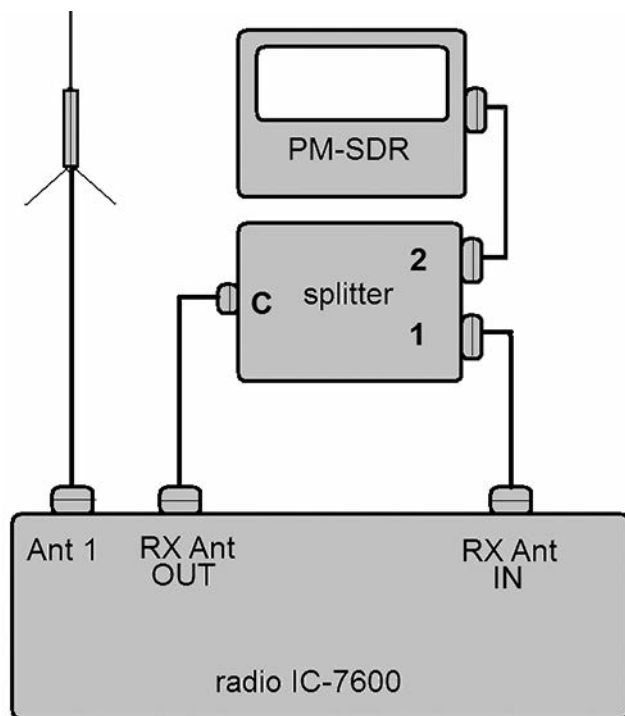 PM-SDR
2
C
splitter
1
Ant 1
RX Ant
OUT
RX Ant
IN
radio IC-7600